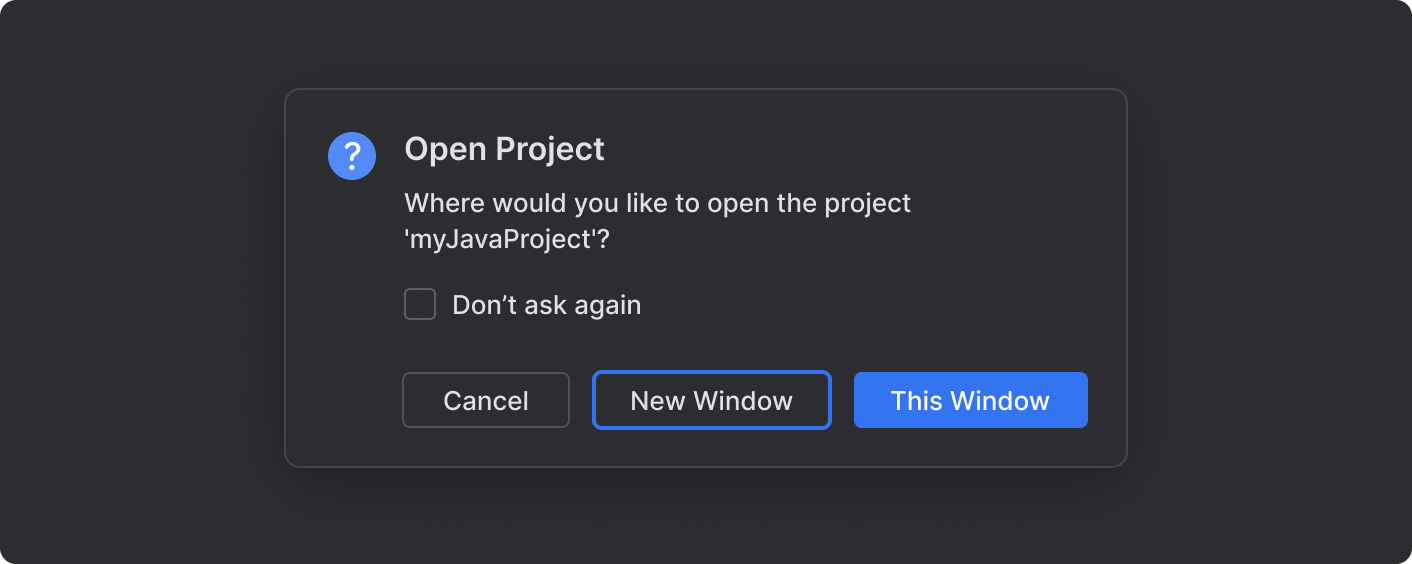 ?
Open Project
Where would you like to open the project
'myJavaProject'?
Don’t ask again
Cancel
New Window
This Window